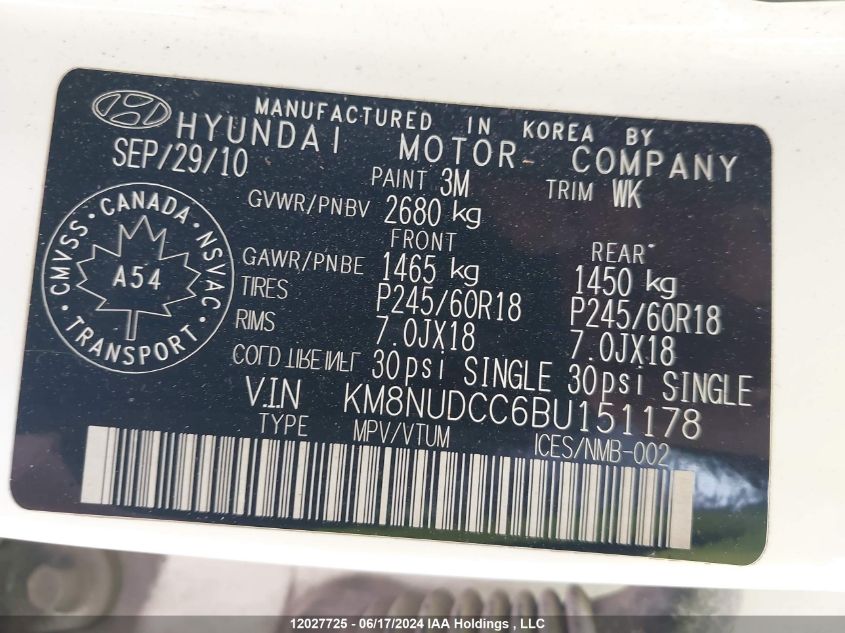 MANUFACTURED IN KOREA BY
HYUNDAI MOTOR COMPANY
SEP/29/10
PAINT 3M TRIM WK
GVWR/PNBV 2680 kg
FRONT REAR
GAWR/PNBE 1465 kg 1450 kg
TIRES P245/60R18 P245/60R18
RIMS 7.0JX18 7.0JX18
COLD TIRE INFL 30psi SINGLE 30psi SINGLE
V.I.N KM8NUDCC6BU151178
TYPE MPV/VTUM ICES/NMB-002
CMVSS · CANADA · NSVAC · TRANSPORT ·
A54
12027725 - 06/17/2024 IAA Holdings , LLC